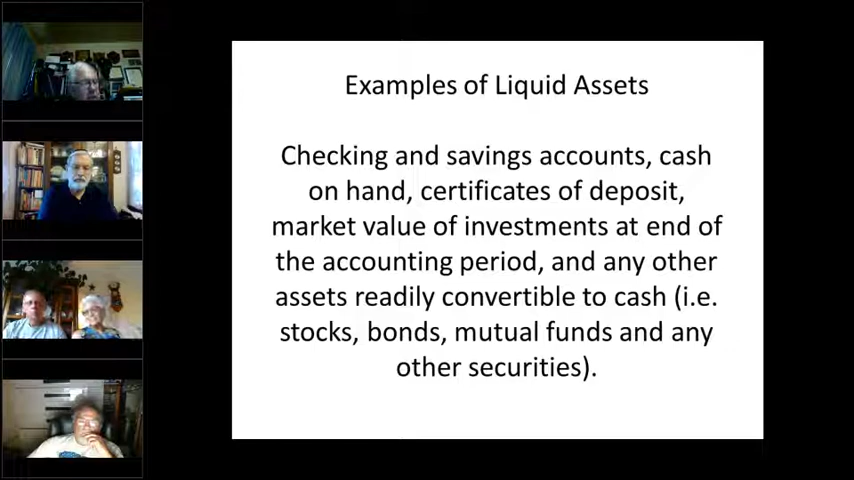 Examples of Liquid Assets
Checking and savings accounts, cash
on hand, certificates of deposit,
market value of investments at end of
the accounting period, and any other
assets readily convertible to cash (i.e.
stocks, bonds, mutual funds and any
other securities).